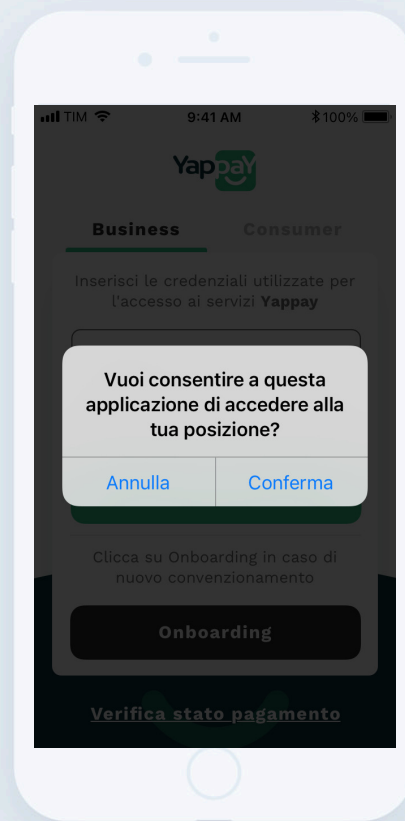 TIM 9:41 AM 100%
Yappay
Business Consumer
Inserisci le credenziali utilizzate per
l'accesso ai servizi Yappay
Vuoi consentire a questa
applicazione di accedere alla
tua posizione?
Annulla Conferma
Clicca su Onboarding in caso di
nuovo convenzionamento
Onboarding
Verifica stato pagamento